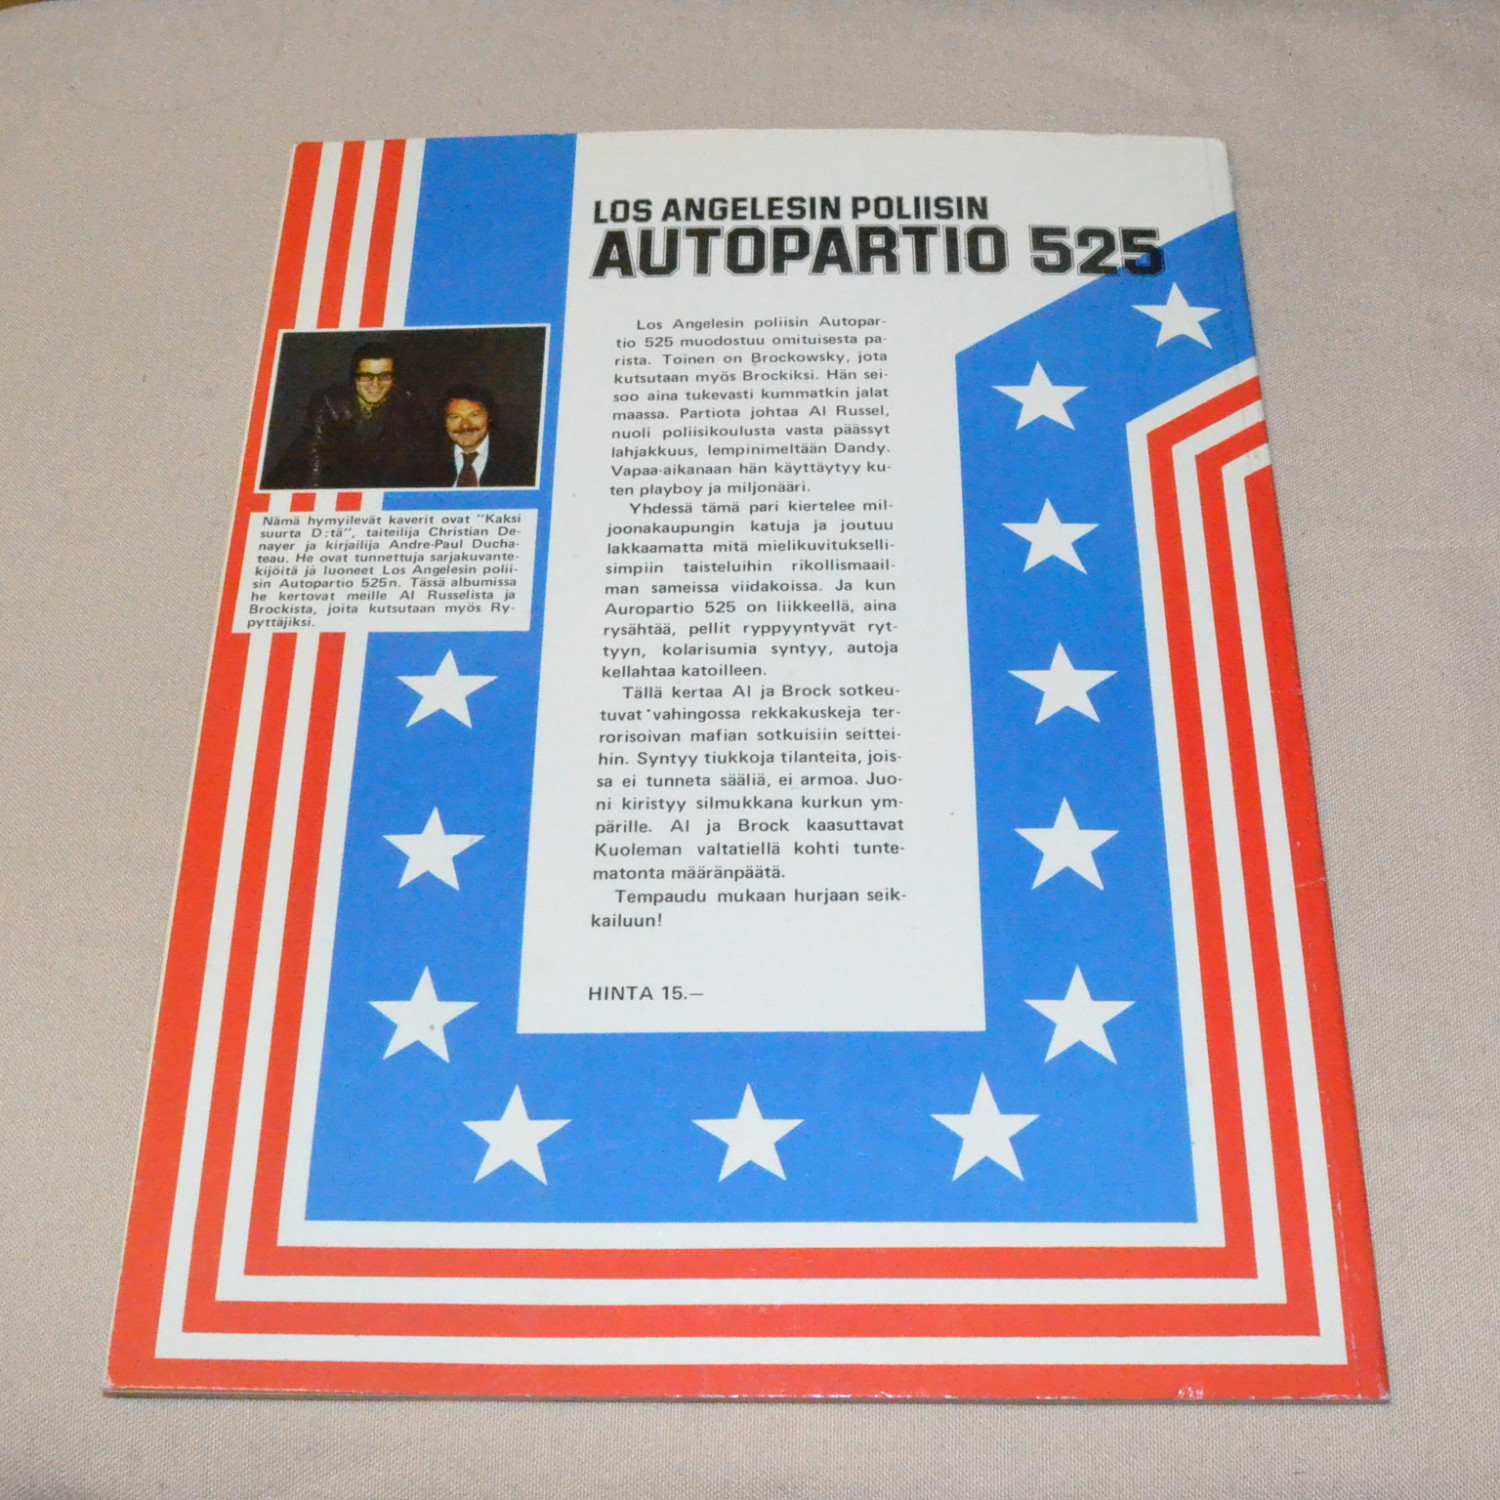 LOS ANGELESIN POLIISIN
AUTOPARTIO 525
Los Angelesin poliisin Autopar-
tio 525 muodostuu omituisesta pa-
rista. Toinen on Brockowsky, jota
kutsutaan myös Brockiksi. Hän sei-
soo aina tukevasti kummatkin jalat
maassa. Partiota johtaa Al Russel,
nuoli poliisikoulusta vasta päässyt
lahjakkuus, lempinimeltään Dandy.
Vapaa-aikanaan hän käyttäytyy ku-
ten playboy ja miljonääri.
Yhdessä tämä pari kiertelee mil-
joonakaupungin katuja ja joutuu
lakkaamatta mitä mielikuvitukselli-
simpiin taisteluihin rikollismaail-
man sameissa viidakoissa. Ja kun
Auropartio 525 on liikkeellä, aina
rysähtää, pellit ryppyyntyvät ryt-
tyyn, kolarisumia syntyy, autoja
kellahtaa katoilleen.
Tällä kertaa Al ja Brock sotkeu-
tuvat vahingossa rekkakuskeja ter-
rorisoivan mafian sotkuisiin seittei-
hin. Syntyy tiukkoja tilanteita, jois-
sa ei tunneta sääliä, ei armoa. Juo-
ni kiristyy silmukkana kurkun ym-
pärille. Al ja Brock kaasuttavat
Kuoleman valtatiellä kohti tunte-
matonta määränpäätä.
Tempaudu mukaan hurjaan seik-
kailuun!
HINTA 15.—
Nämä hymyilevät kaverit ovat "Kaksi
suurta D:tä", taiteilija Christian De-
nayer ja kirjailija Andre-Paul Ducha-
teau. He ovat tunnettuja sarjakuvante-
kijöitä ja luoneet Los Angelesin polii-
sin Autopartio 525n. Tässä albumissa
he kertovat meille Al Russelista ja
Brockista, joita kutsutaan myös Ry-
pyttäjiksi.